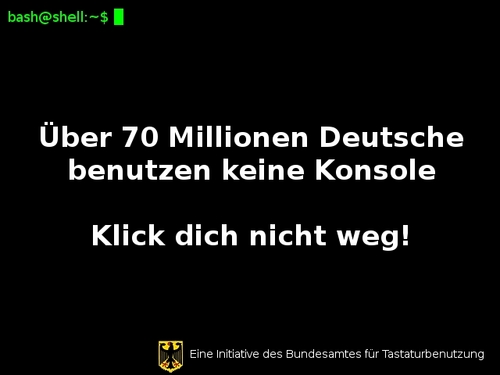 bash@shell:~$
Über 70 Millionen Deutsche
benutzen keine Konsole
Klick dich nicht weg!
Eine Initiative des Bundesamtes für Tastaturbenutzung